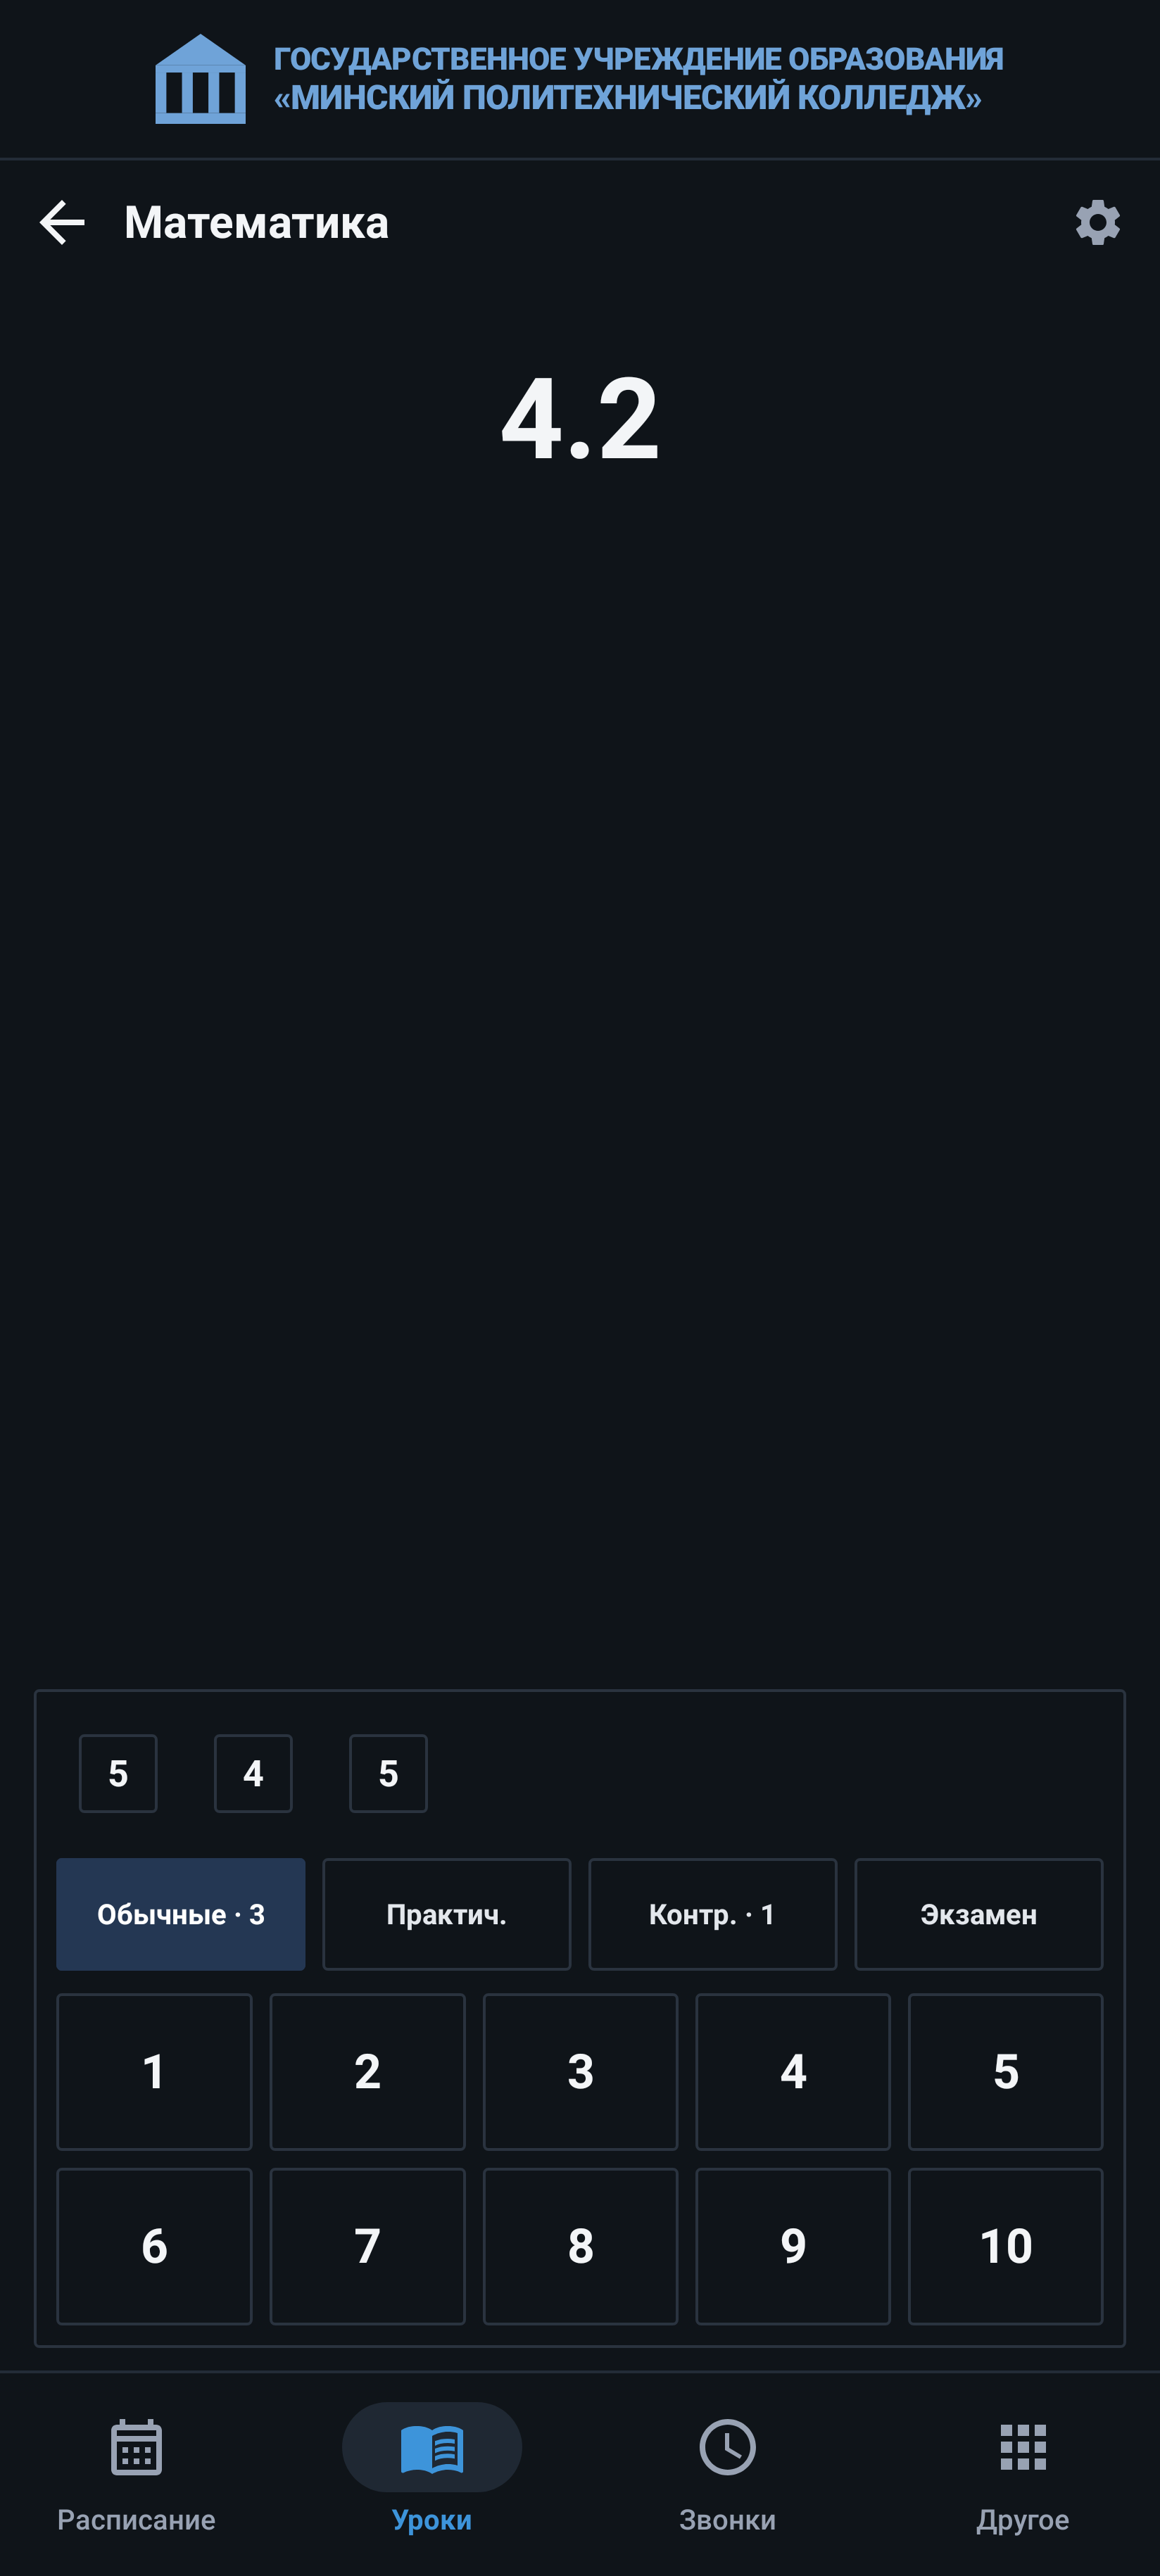 ГОСУДАРСТВЕННОЕ УЧРЕЖДЕНИЕ ОБРАЗОВАНИЯ
«МИНСКИЙ ПОЛИТЕХНИЧЕСКИЙ КОЛЛЕДЖ»
Математика
4.2
5 4 5
Обычные · 3 Практич. Контр. · 1 Экзамен
1 2 3 4 5
6 7 8 9 10
Расписание Уроки Звонки Другое